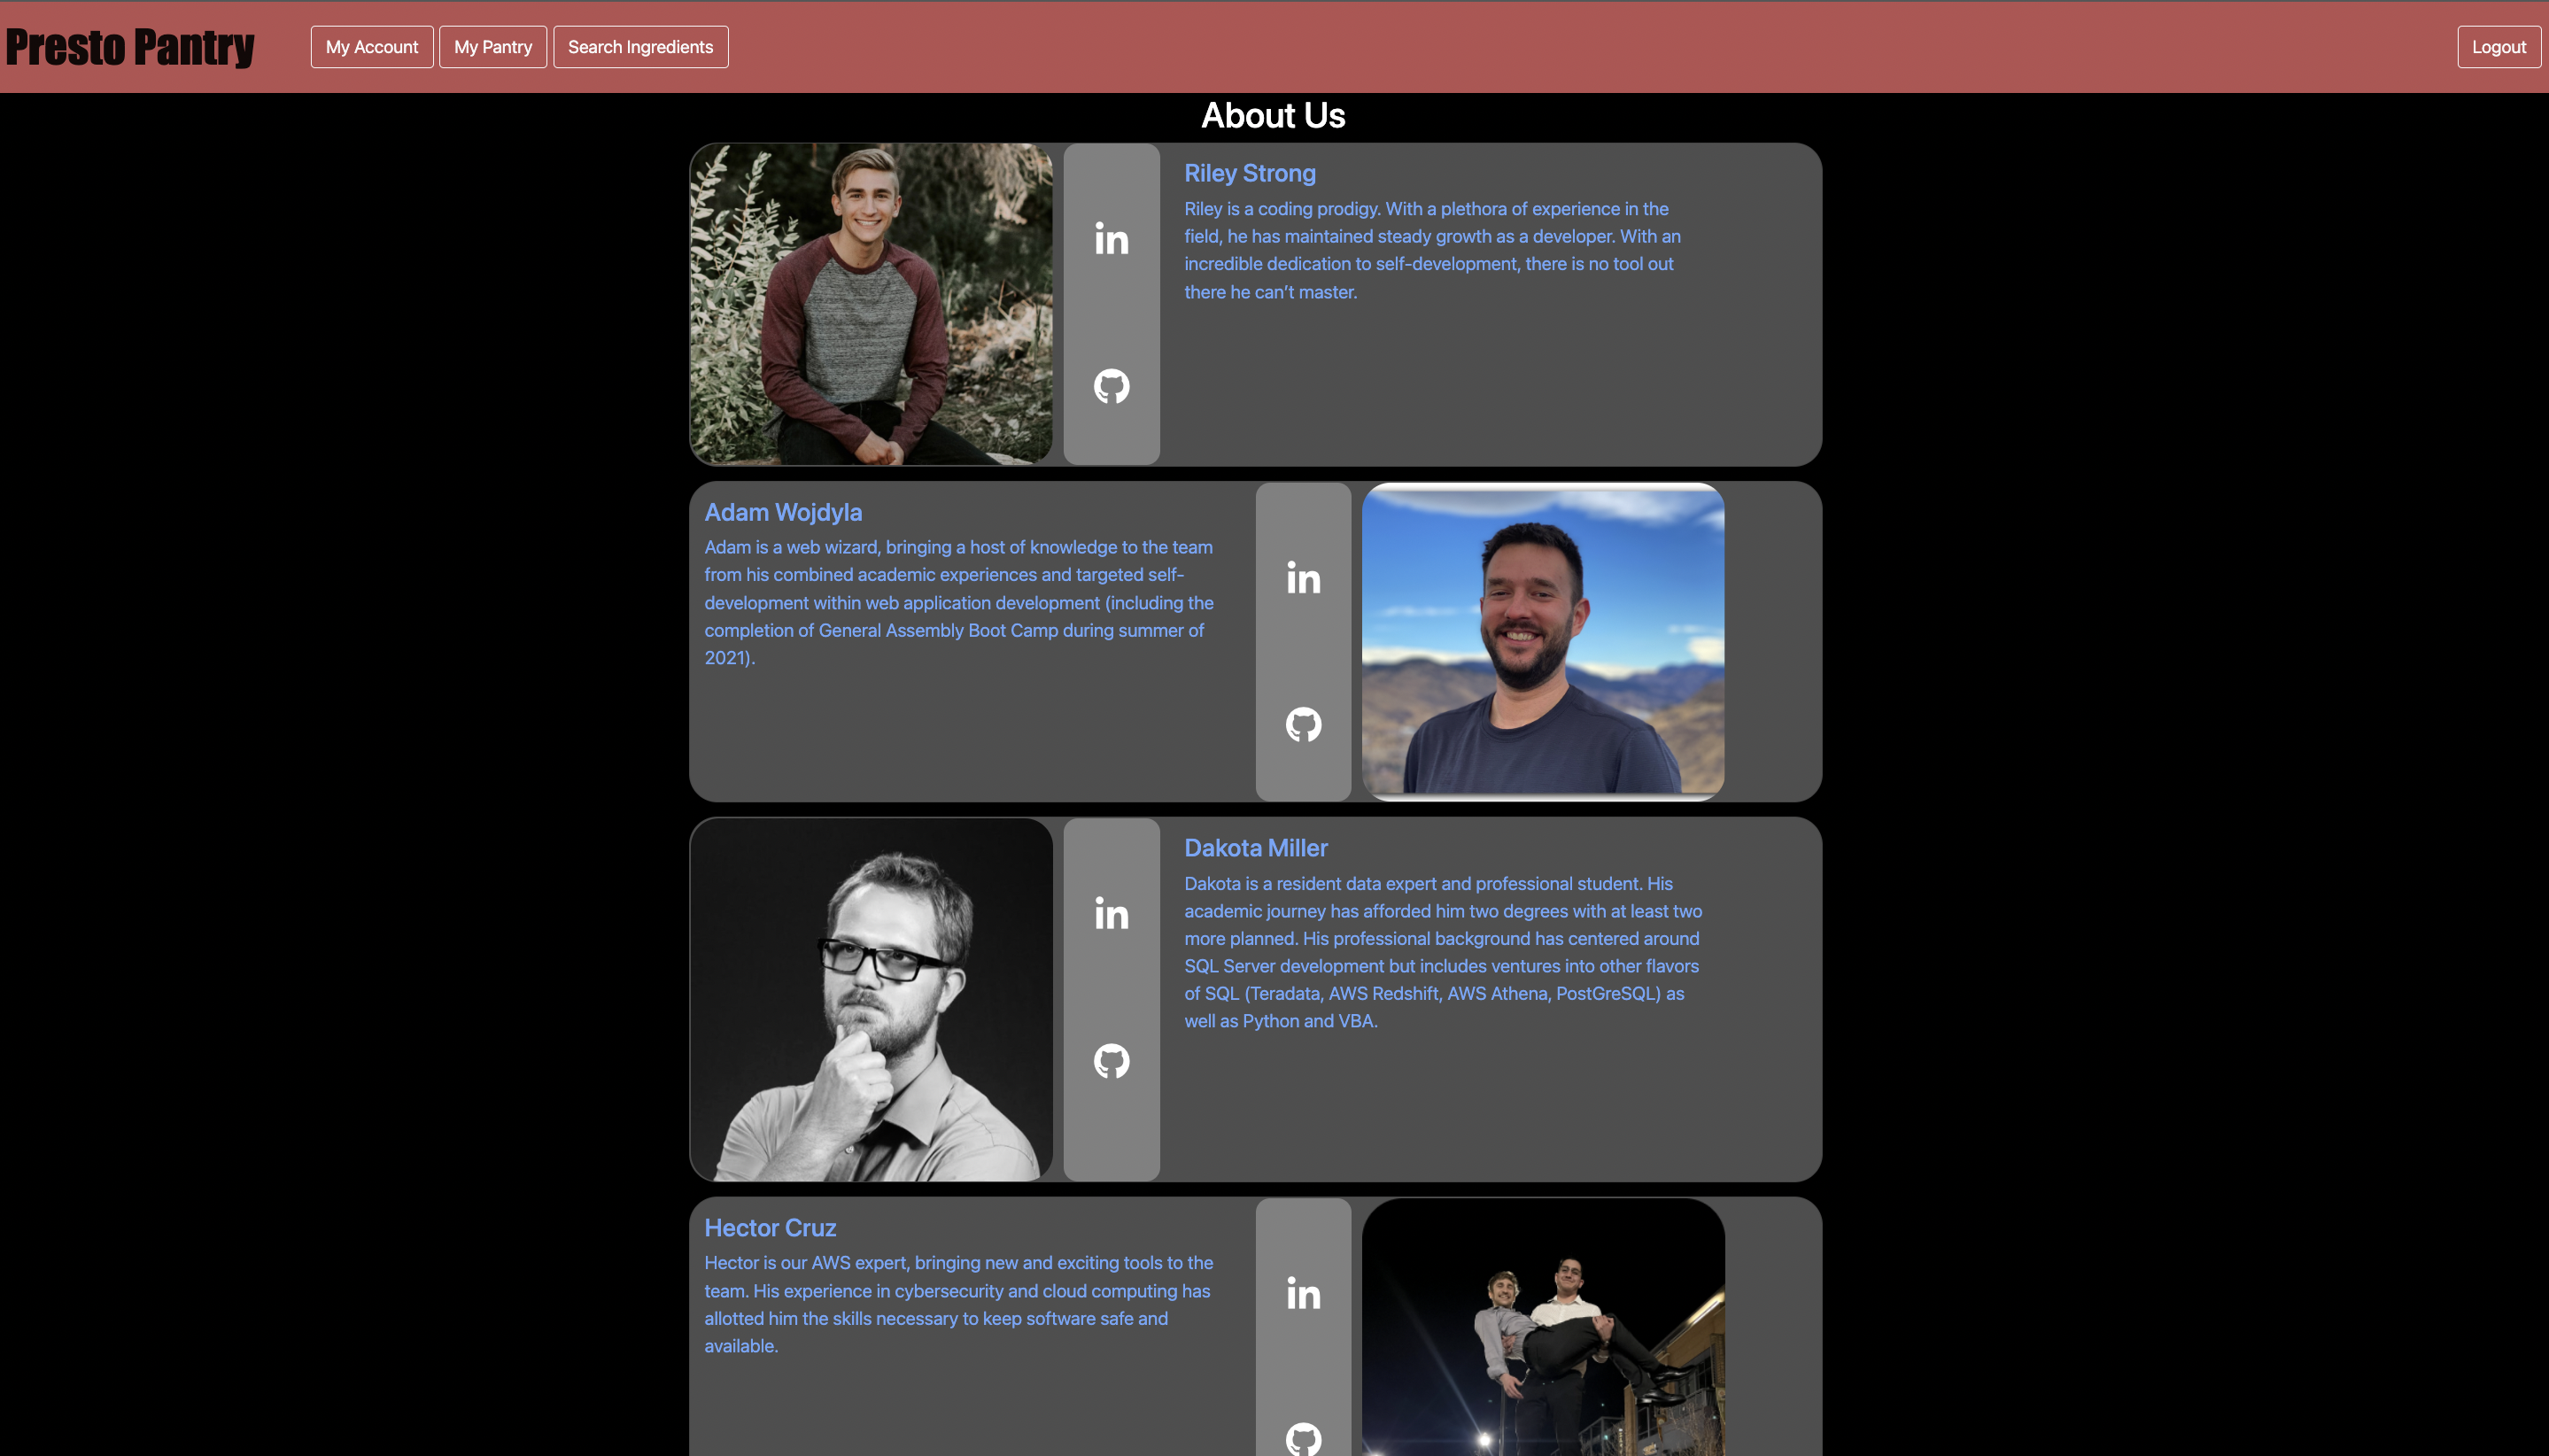 Presto Pantry
My Account
My Pantry
Search Ingredients
Logout
About Us
in
Riley Strong
Riley is a coding prodigy. With a plethora of experience in the
field, he has maintained steady growth as a developer. With an
incredible dedication to self-development, there is no tool out
there he can’t master.
Adam Wojdyla
Adam is a web wizard, bringing a host of knowledge to the team
from his combined academic experiences and targeted self-
development within web application development (including the
completion of General Assembly Boot Camp during summer of
2021).
in
in
Dakota Miller
Dakota is a resident data expert and professional student. His
academic journey has afforded him two degrees with at least two
more planned. His professional background has centered around
SQL Server development but includes ventures into other flavors
of SQL (Teradata, AWS Redshift, AWS Athena, PostGreSQL) as
well as Python and VBA.
Hector Cruz
Hector is our AWS expert, bringing new and exciting tools to the
team. His experience in cybersecurity and cloud computing has
allotted him the skills necessary to keep software safe and
available.
in